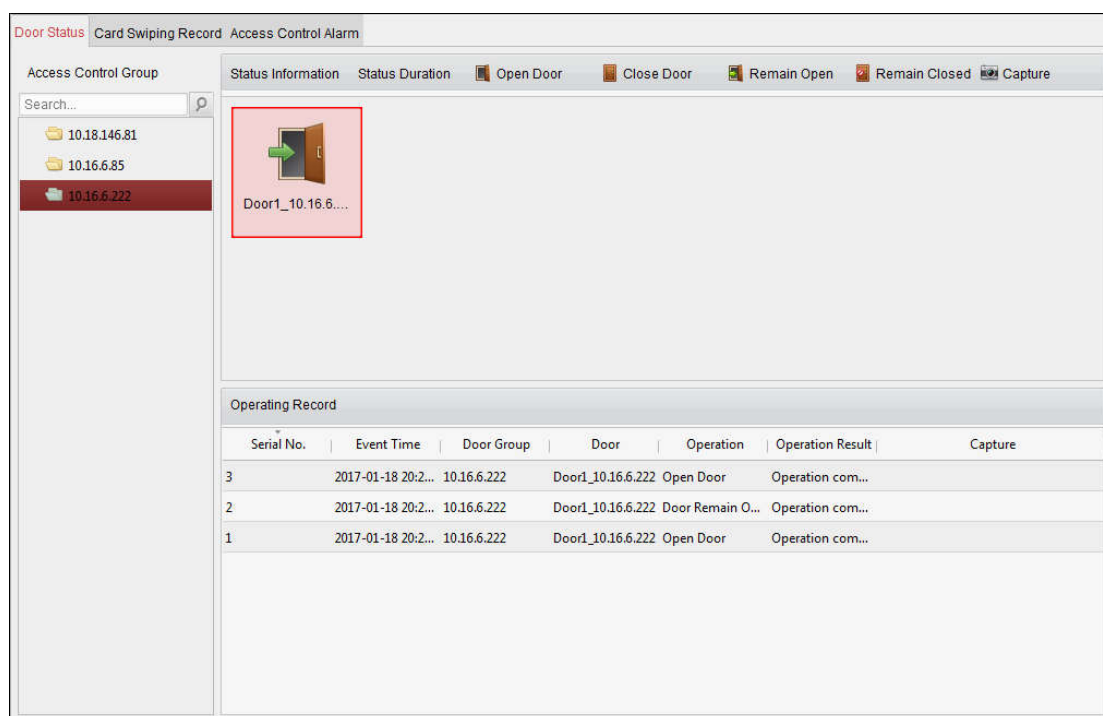 Door Status Card Swiping Record Access Control Alarm
Access Control Group
Search...
10.18.146.81
10.16.6.85
10.16.6.222
Status Information Status Duration Open Door Close Door Remain Open Remain Closed Capture
Door1_10.16.6....
Operating Record
Serial No. Event Time Door Group Door Operation Operation Result Capture
3 2017-01-18 20:2... 10.16.6.222 Door1_10.16.6.222 Open Door Operation com...
2 2017-01-18 20:2... 10.16.6.222 Door1_10.16.6.222 Door Remain O... Operation com...
1 2017-01-18 20:2... 10.16.6.222 Door1_10.16.6.222 Open Door Operation com...